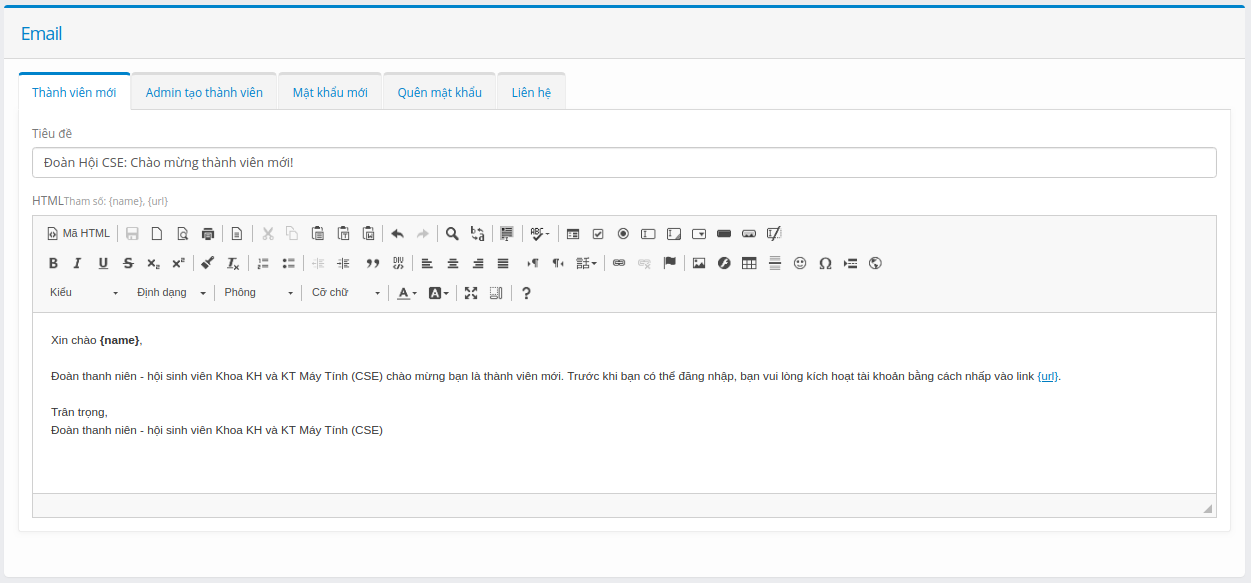 Email
Thành viên mới Admin tạo thành viên Mật khẩu mới Quên mật khẩu Liên hệ
Tiêu đề
Đoàn Hội CSE: Chào mừng thành viên mới!
HTML Tham số: {name}, {url}
Mã HTML
Kiểu Định dạng Phông Cỡ chữ
Xin chào {name},
Đoàn thanh niên - hội sinh viên Khoa KH và KT Máy Tính (CSE) chào mừng bạn là thành viên mới. Trước khi bạn có thể đăng nhập, bạn vui lòng kích hoạt tài khoản bằng cách nhấp vào link {url}.
Trân trọng,
Đoàn thanh niên - hội sinh viên Khoa KH và KT Máy Tính (CSE)